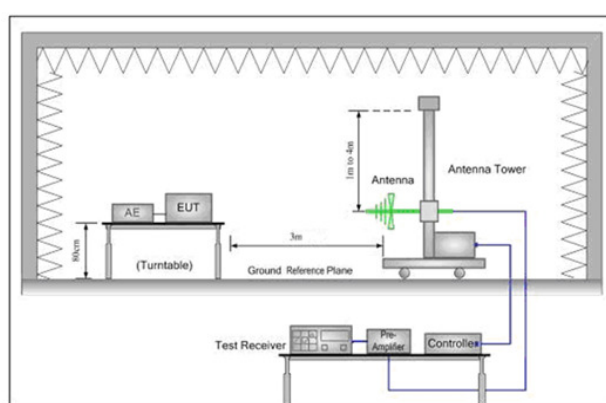 1m to 4m
Antenna
Antenna Tower
AE
EUT
3m
80cm
(Turntable)
Ground Reference Plane
Test Receiver
Pre-
Amplifier
Controller